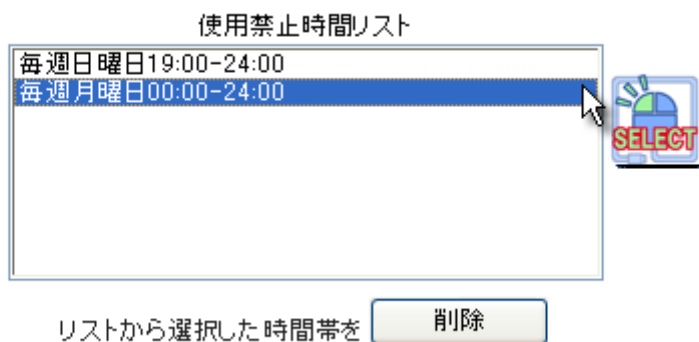 使用禁止時間リスト
毎週日曜日19:00-24:00
毎週月曜日00:00-24:00
SELECT
リストから選択した時間帯を 削除